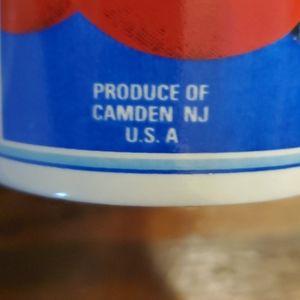 PRODUCE OF
CAMDEN NJ
U.S. A